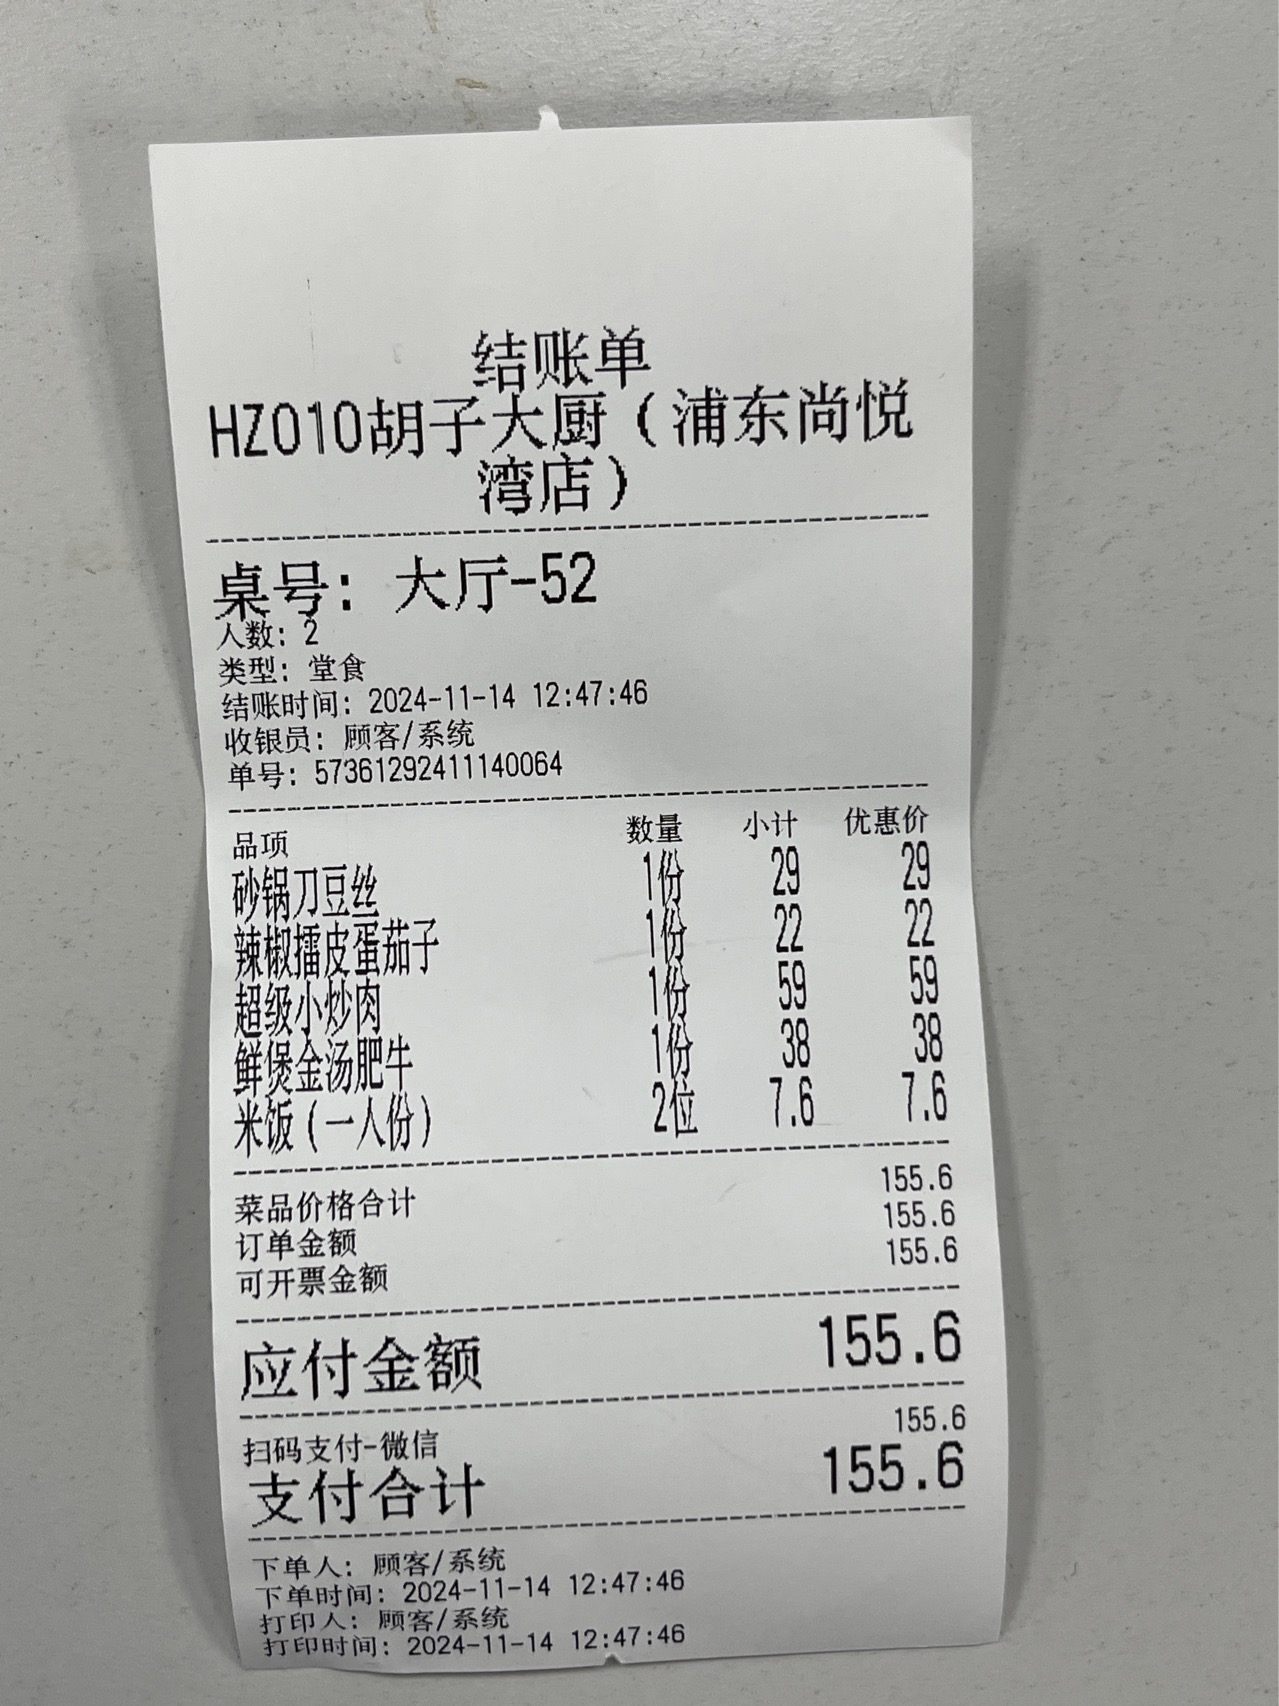 结账单
HZ010胡子大厨（浦东尚悦
湾店）
桌号：大厅-52
人数：2
类型：堂食
结账时间：2024-11-14 12:47:46
收银员：顾客/系统
单号：57361292411140064
品项 数量 小计 优惠价
砂锅刀豆丝 1份 29 29
辣椒擂皮蛋茄子 1份 22 22
超级小炒肉 1份 59 59
鲜煲金汤肥牛 1份 38 38
米饭（一人份） 2位 7.6 7.6
菜品价格合计 155.6
订单金额 155.6
可开票金额 155.6
应付金额 155.6
扫码支付-微信 155.6
支付合计 155.6
下单人：顾客/系统
下单时间：2024-11-14 12:47:46
打印人：顾客/系统
打印时间：2024-11-14 12:47:46